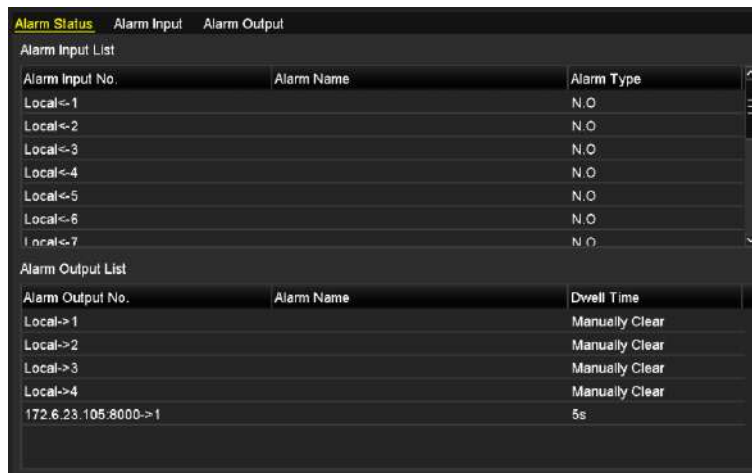 Alarm Status Alarm Input Alarm Output
Alarm Input List
Alarm Input No. Alarm Name Alarm Type
Local<-1 N.O
Local<-2 N.O
Local<-3 N.O
Local<-4 N.O
Local<-5 N.O
Local<-6 N.O
Local<-7 N.O
Alarm Output List
Alarm Output No. Alarm Name Dwell Time
Local->1 Manually Clear
Local->2 Manually Clear
Local->3 Manually Clear
Local->4 Manually Clear
172.6.23.105:8000->1 5s